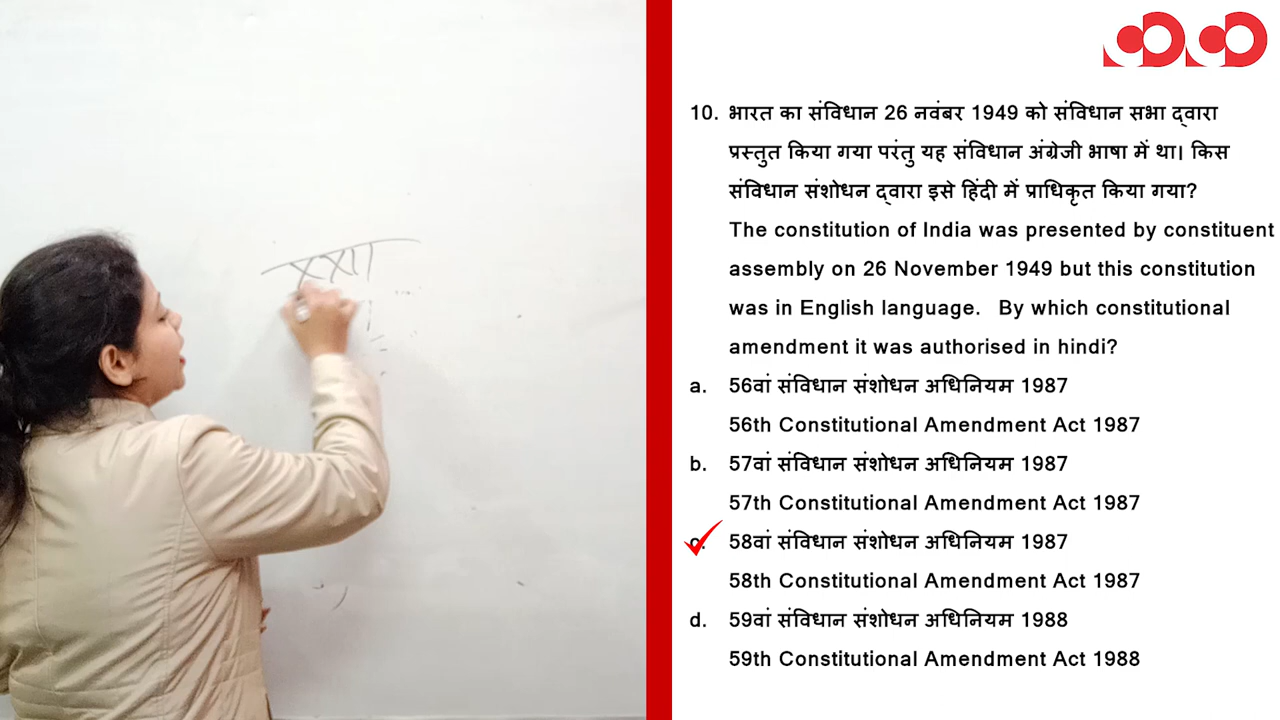 XXII
10. भारत का संविधान 26 नवंबर 1949 को संविधान सभा द्वारा
प्रस्तुत किया गया परंतु यह संविधान अंग्रेजी भाषा में था। किस
संविधान संशोधन द्वारा इसे हिंदी में प्राधिकृत किया गया?
The constitution of India was presented by constituent
assembly on 26 November 1949 but this constitution
was in English language. By which constitutional
amendment it was authorised in hindi?
a. 56वां संविधान संशोधन अधिनियम 1987
56th Constitutional Amendment Act 1987
b. 57वां संविधान संशोधन अधिनियम 1987
57th Constitutional Amendment Act 1987
c. 58वां संविधान संशोधन अधिनियम 1987
58th Constitutional Amendment Act 1987
d. 59वां संविधान संशोधन अधिनियम 1988
59th Constitutional Amendment Act 1988